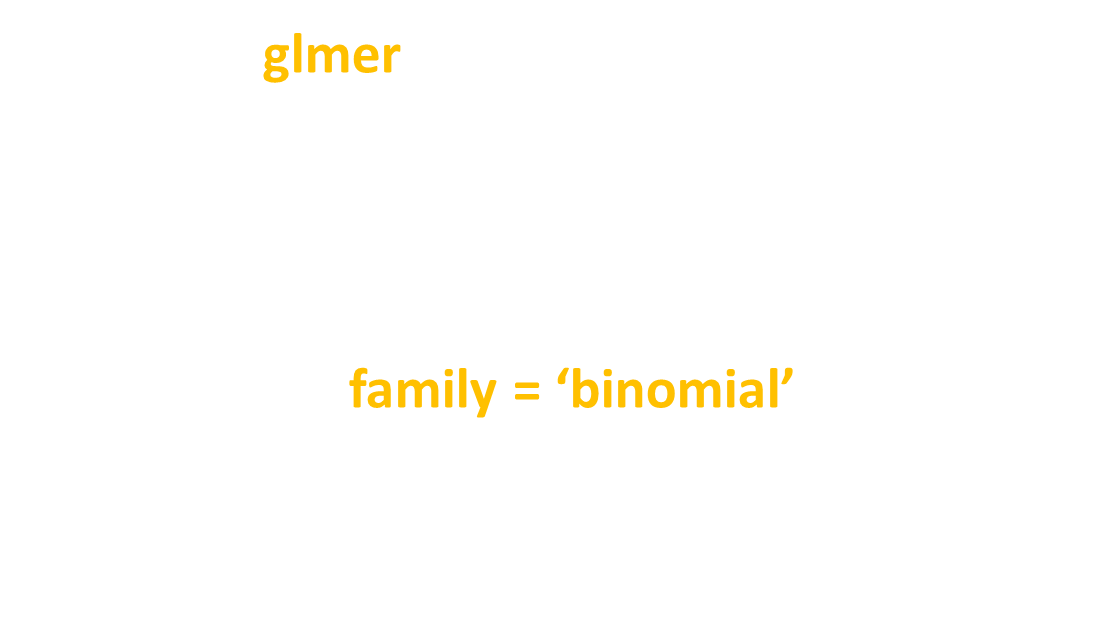 glmer
family = ‘binomial’